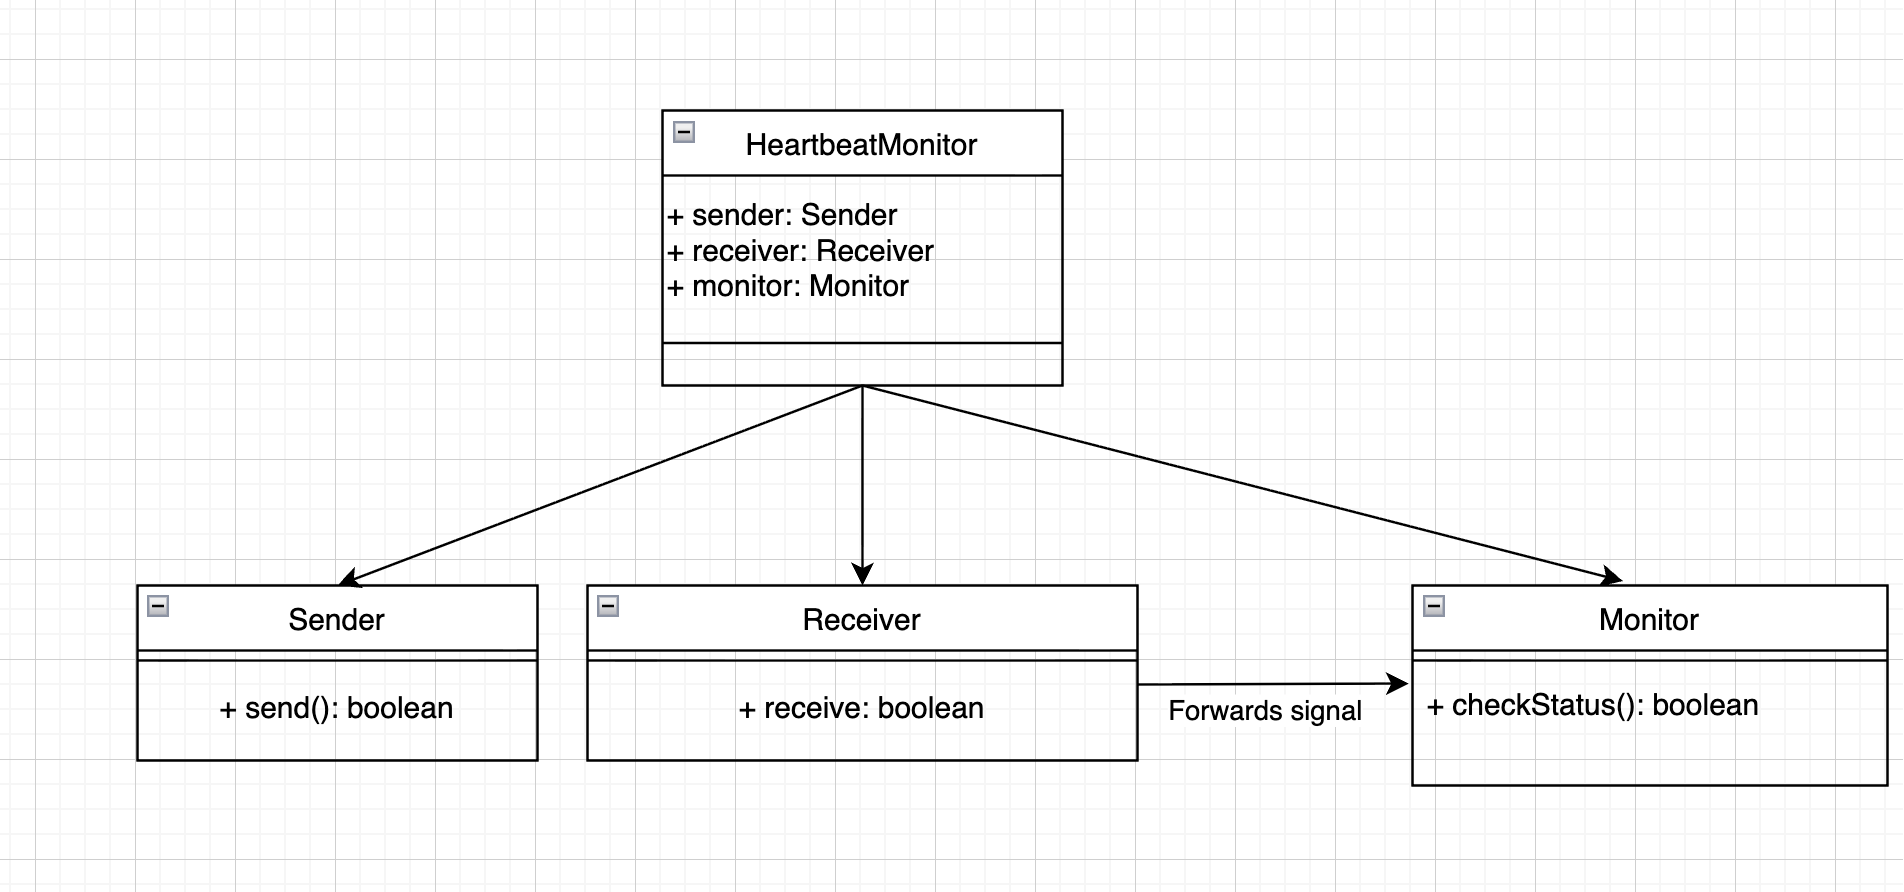 HeartbeatMonitor
+ sender: Sender
+ receiver: Receiver
+ monitor: Monitor
Sender
+ send(): boolean
Receiver
+ receive: boolean
Forwards signal
Monitor
+ checkStatus(): boolean